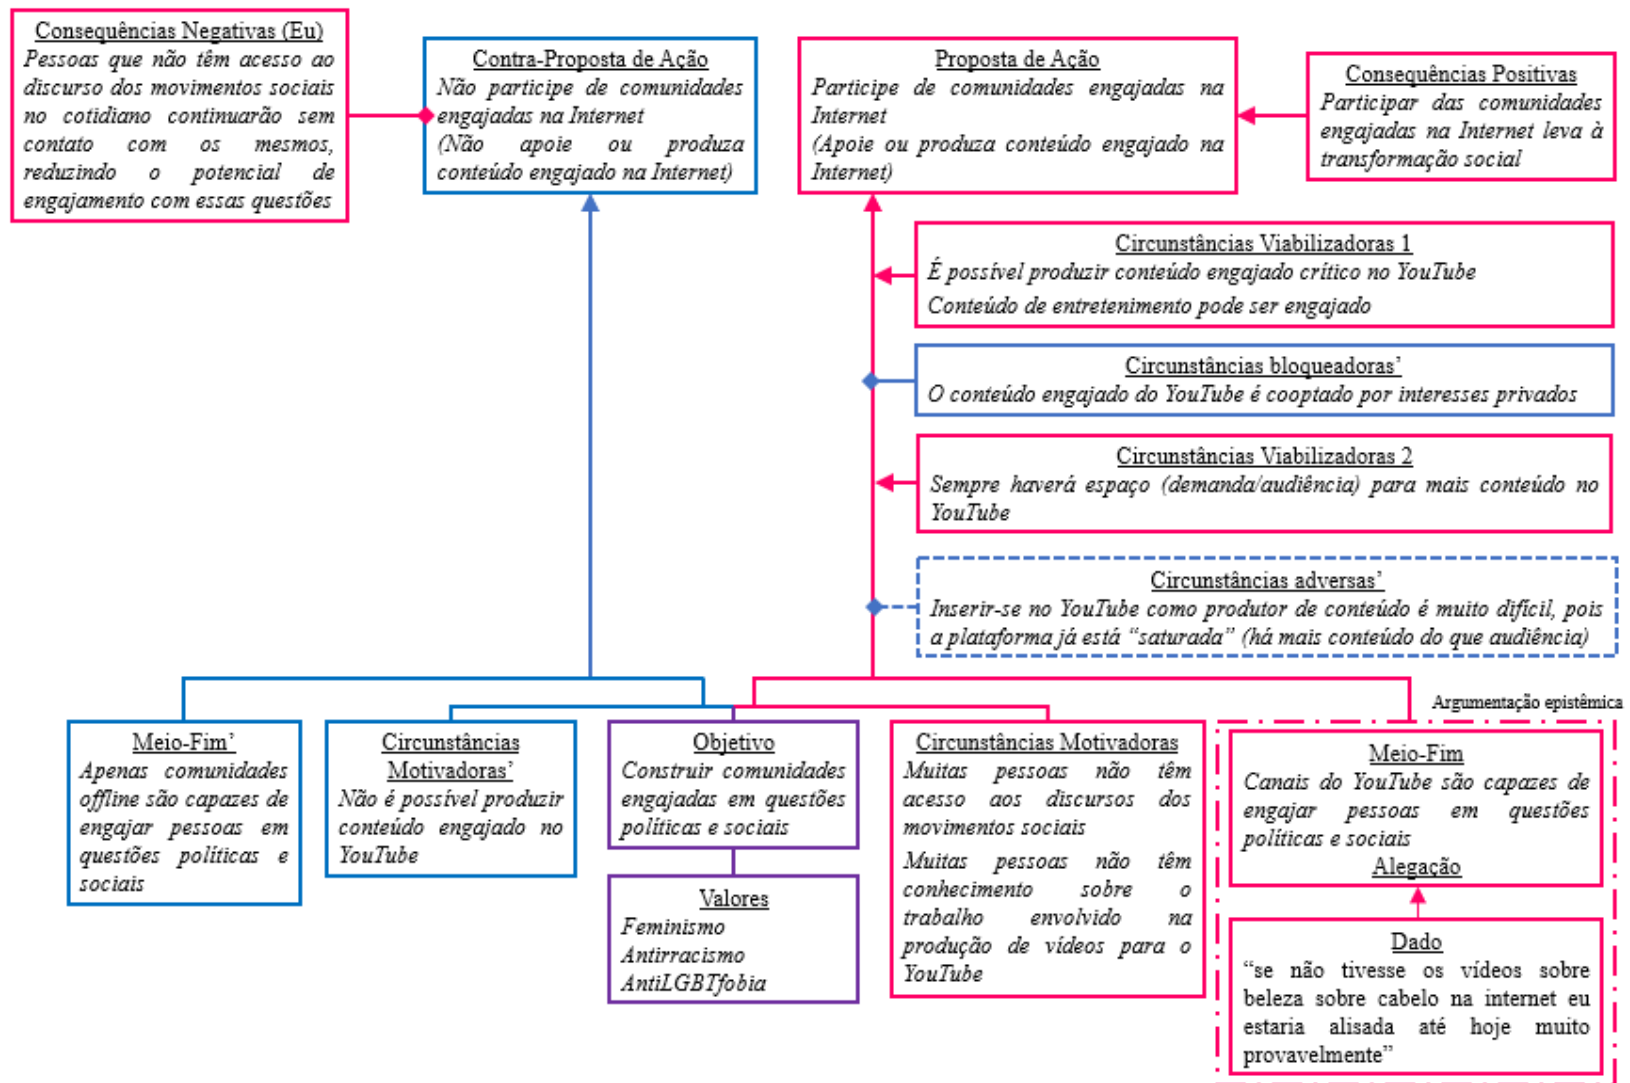 Consequências Negativas (Eu)
Pessoas que não têm acesso ao
discurso dos movimentos sociais
no cotidiano continuarão sem
contato com os mesmos,
reduzindo o potencial de
engajamento com essas questões
Contra-Proposta de Ação
Não participe de comunidades
engajadas na Internet
(Não apoie ou produza
conteúdo engajado na Internet)
Proposta de Ação
Participe de comunidades engajadas na
Internet
(Apoie ou produza conteúdo engajado na
Internet)
Consequências Positivas
Participar das comunidades
engajadas na Internet leva à
transformação social
Circunstâncias Viabilizadoras 1
É possível produzir conteúdo engajado crítico no YouTube
Conteúdo de entretenimento pode ser engajado
Circunstâncias bloqueadoras’
O conteúdo engajado do YouTube é cooptado por interesses privados
Circunstâncias Viabilizadoras 2
Sempre haverá espaço (demanda/audiência) para mais conteúdo no
YouTube
Circunstâncias adversas’
Inserir-se no YouTube como produtor de conteúdo é muito difícil, pois
a plataforma já está “saturada” (há mais conteúdo do que audiência)
Argumentação epistêmica
Meio-Fim’
Apenas comunidades
offline são capazes de
engajar pessoas em
questões políticas e
sociais
Circunstâncias
Motivadoras’
Não é possível produzir
conteúdo engajado no
YouTube
Objetivo
Construir comunidades
engajadas em questões
políticas e sociais
Valores
Feminismo
Antirracismo
AntiLGBTfobia
Circunstâncias Motivadoras
Muitas pessoas não têm
acesso aos discursos dos
movimentos sociais
Muitas pessoas não têm
conhecimento sobre o
trabalho envolvido na
produção de vídeos para o
YouTube
Meio-Fim
Canais do YouTube são capazes de
engajar pessoas em questões
políticas e sociais
Alegação
Dado
“se não tivesse os vídeos sobre
beleza sobre cabelo na internet eu
estaria alisada até hoje muito
provavelmente”